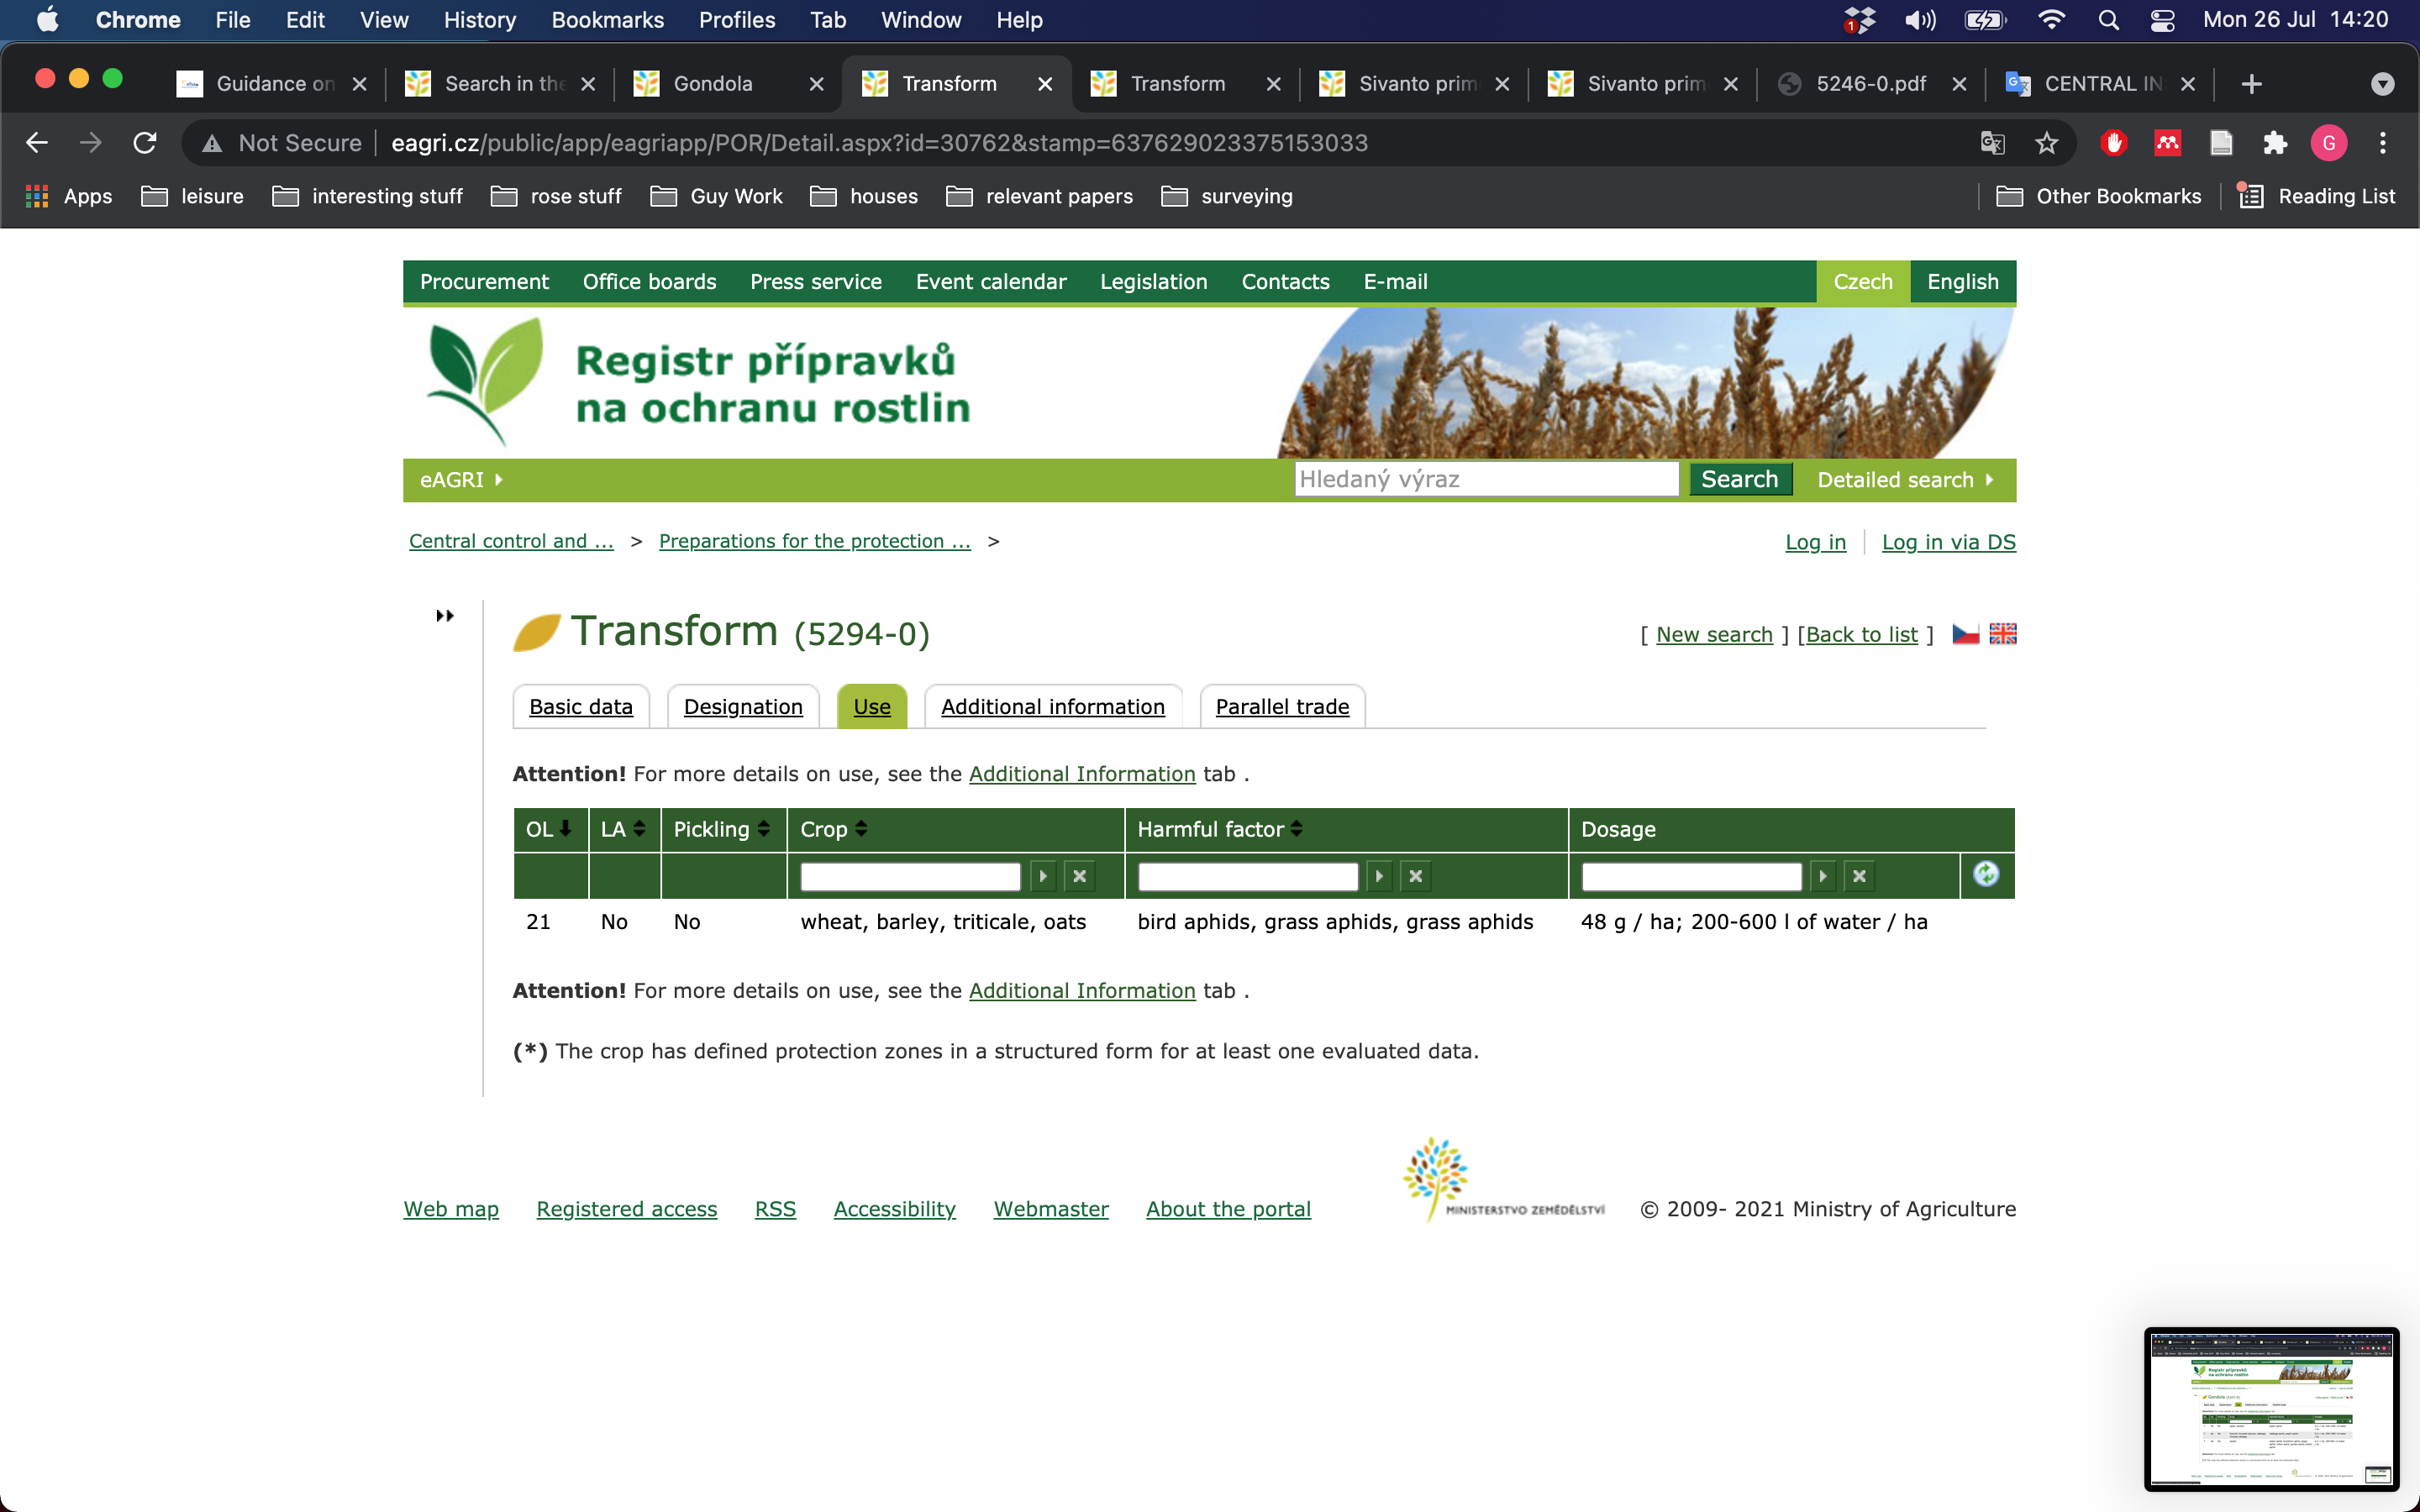 Chrome File Edit View History Bookmarks Profiles Tab Window Help 1 Mon 26 Jul 14:20
Guidance on Search in the Gondola Transform Transform Sivanto prim Sivanto prim 5246-0.pdf CENTRAL IN
Not Secure eagri.cz/public/app/eagriapp/POR/Detail.aspx?id=30762&stamp=637629023375153033 G
Apps leisure interesting stuff rose stuff Guy Work houses relevant papers surveying Other Bookmarks Reading List
Procurement Office boards Press service Event calendar Legislation Contacts E-mail Czech English
Registr přípravků
na ochranu rostlin
eAGRI Hledaný výraz Search Detailed search
Central control and ... > Preparations for the protection ... > Log in Log in via DS
Transform (5294-0) [ New search ] [Back to list ]
Basic data Designation Use Additional information Parallel trade
Attention! For more details on use, see the Additional Information tab .
OL LA Pickling Crop Harmful factor Dosage
21 No No wheat, barley, triticale, oats bird aphids, grass aphids, grass aphids 48 g / ha; 200-600 l of water / ha
Attention! For more details on use, see the Additional Information tab .
(*) The crop has defined protection zones in a structured form for at least one evaluated data.
MINISTERSTVO ZEMĚDĚLSTVÍ
Web map Registered access RSS Accessibility Webmaster About the portal © 2009- 2021 Ministry of Agriculture
Registr přípravků
na ochranu rostlin